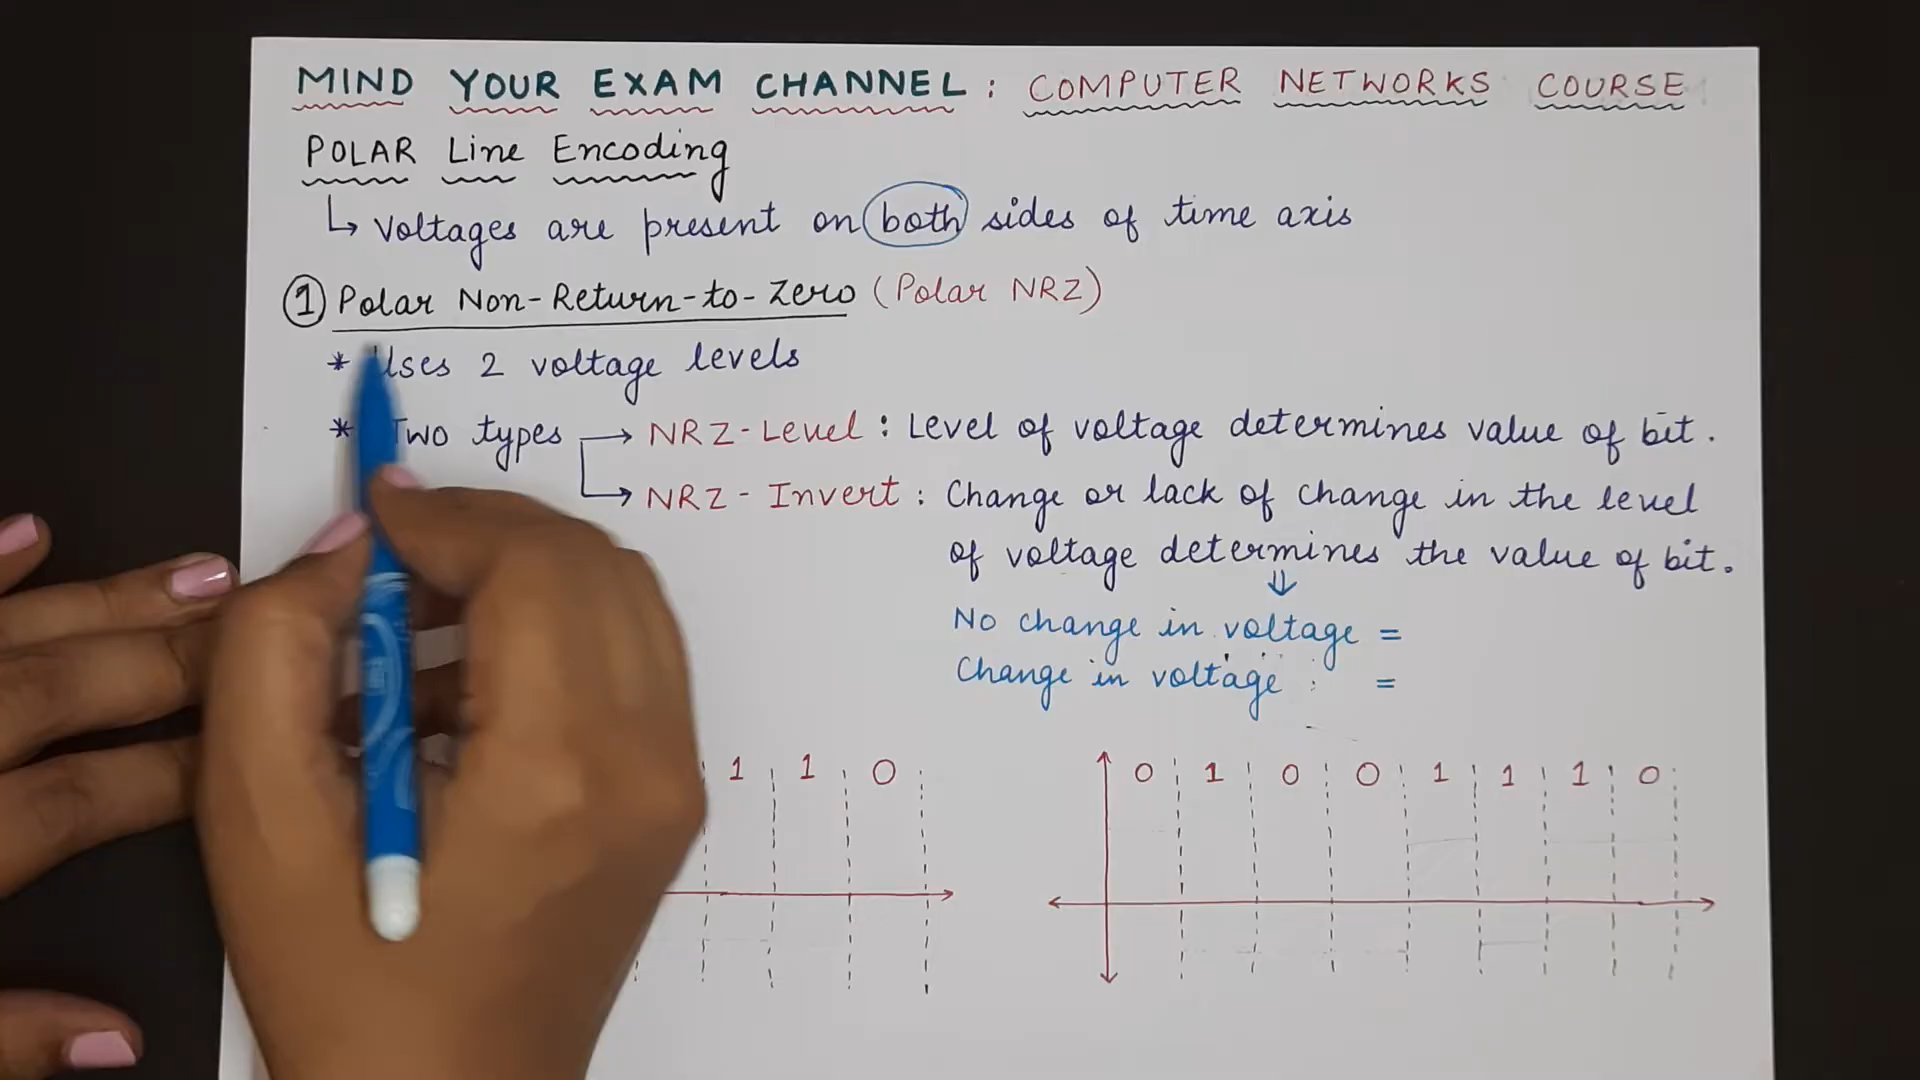 MIND YOUR EXAM CHANNEL : COMPUTER NETWORKS COURSE
POLAR Line Encoding
↳ Voltages are present on both sides of time axis
① Polar Non-Return-to-Zero (Polar NRZ)
* Uses 2 voltage levels
* Two types → NRZ-Level : Level of voltage determines value of bit.
→ NRZ - Invert : Change or lack of change in the level
of voltage determines the value of bit.
⇓
No change in voltage =
Change in voltage =
1 1 0
0 1 0 0 1 1 1 0